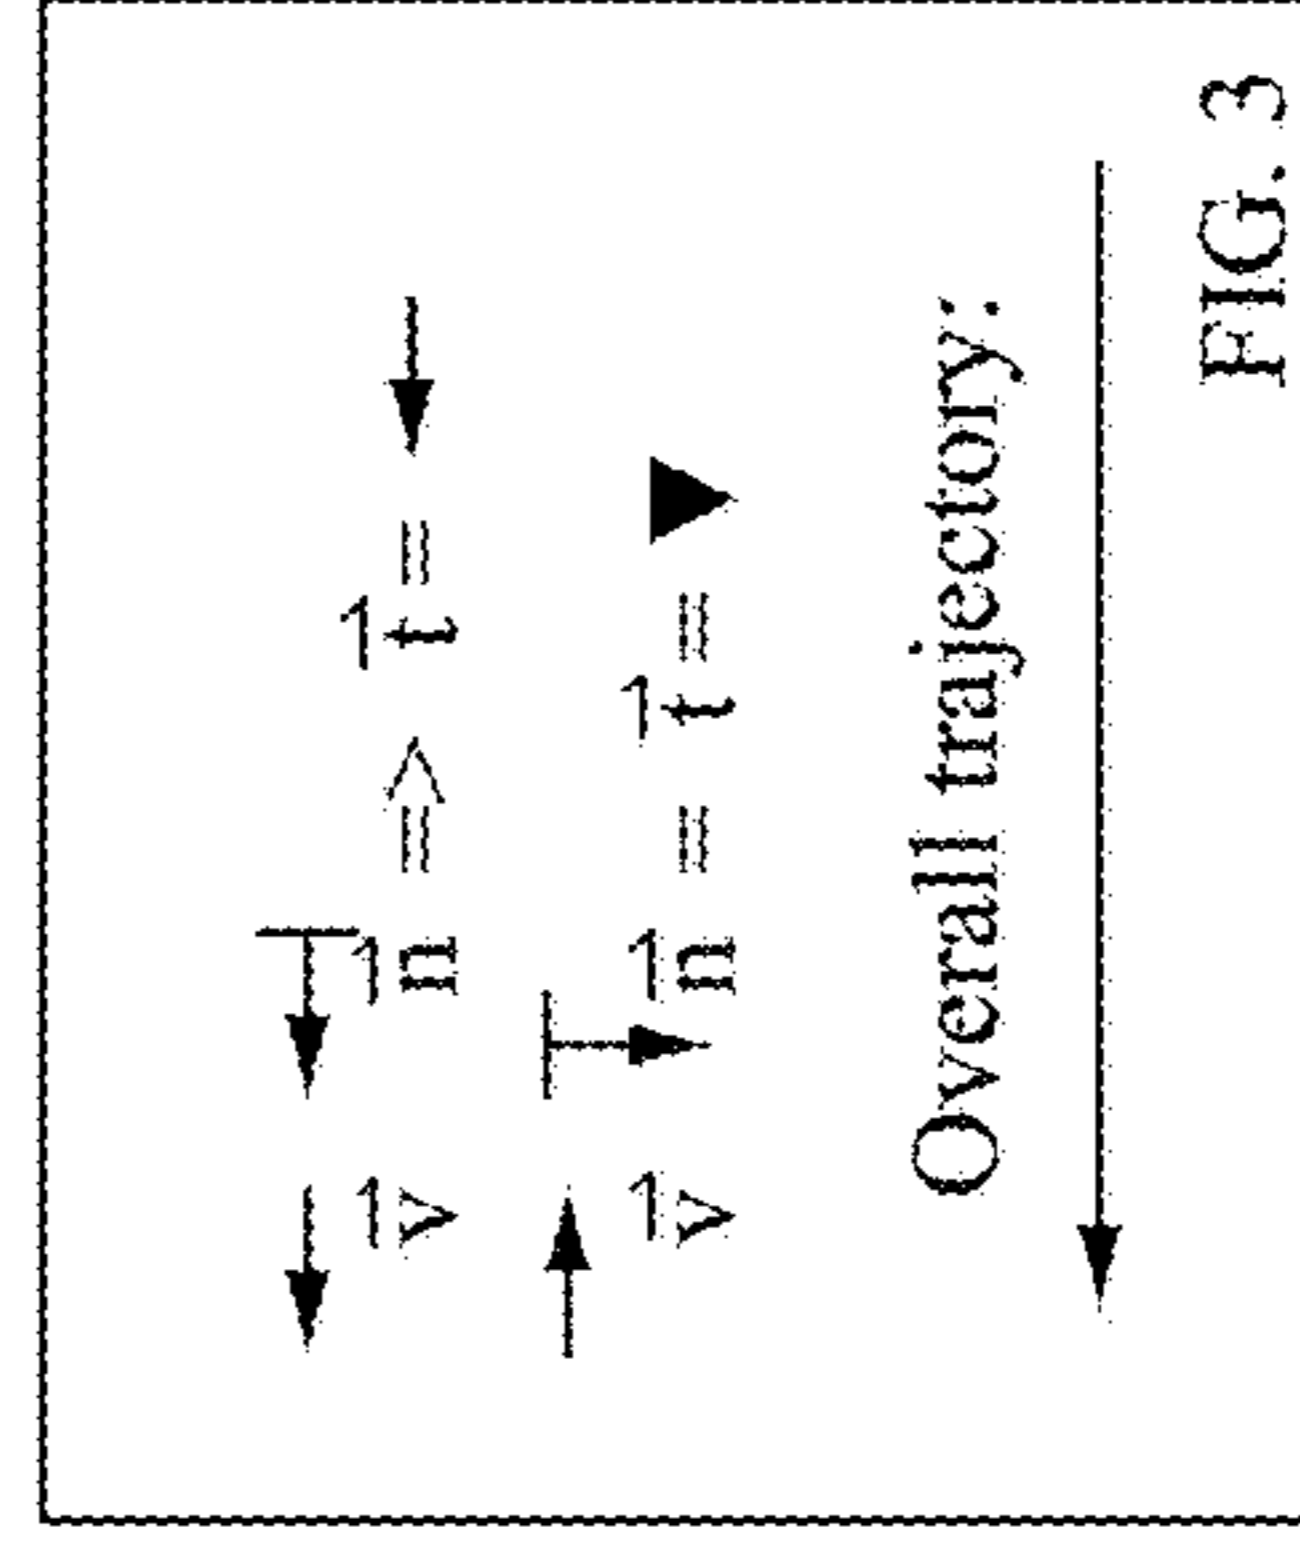 v⃗ n⃗ => t⃗ =
v⃗ n⃗ = t⃗ =
Overall trajectory:
FIG. 3